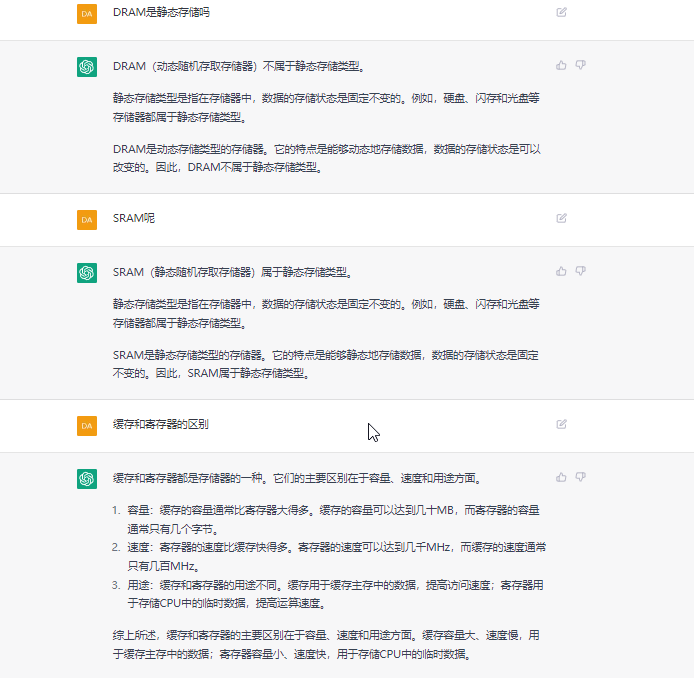 DA
DRAM是静态存储吗
DRAM（动态随机存取存储器）不属于静态存储类型。
静态存储类型是指在存储器中，数据的存储状态是固定不变的。例如，硬盘、闪存和光盘等
存储器都属于静态存储类型。
DRAM是动态存储类型的存储器。它的特点是能够动态地存储数据，数据的存储状态是可以
改变的。因此，DRAM不属于静态存储类型。
DA
SRAM呢
SRAM（静态随机存取存储器）属于静态存储类型。
静态存储类型是指在存储器中，数据的存储状态是固定不变的。例如，硬盘、闪存和光盘等
存储器都属于静态存储类型。
SRAM是静态存储类型的存储器。它的特点是能够静态地存储数据，数据的存储状态是固定
不变的。因此，SRAM属于静态存储类型。
DA
缓存和寄存器的区别
缓存和寄存器都是存储器的一种。它们的主要区别在于容量、速度和用途方面。
1. 容量：缓存的容量通常比寄存器大得多。缓存的容量可以达到几十MB，而寄存器的容量
通常只有几个字节。
2. 速度：寄存器的速度比缓存快得多。寄存器的速度可以达到几千MHz，而缓存的速度通常
只有几百MHz。
3. 用途：缓存和寄存器的用途不同。缓存用于缓存主存中的数据，提高访问速度；寄存器用
于存储CPU中的临时数据，提高运算速度。
综上所述，缓存和寄存器的主要区别在于容量、速度和用途方面。缓存容量大、速度慢，用
于缓存主存中的数据；寄存器容量小、速度快，用于存储CPU中的临时数据。